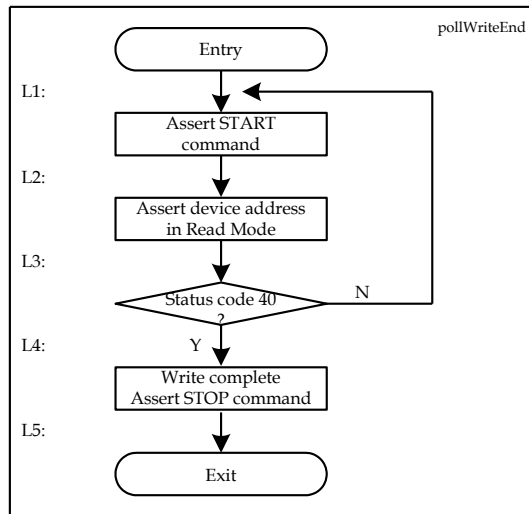 pollWriteEnd
Entry
L1:
Assert START
command
L2:
Assert device address
in Read Mode
L3:
Status code 40
?
N
L4:
Y
Write complete
Assert STOP command
L5:
Exit